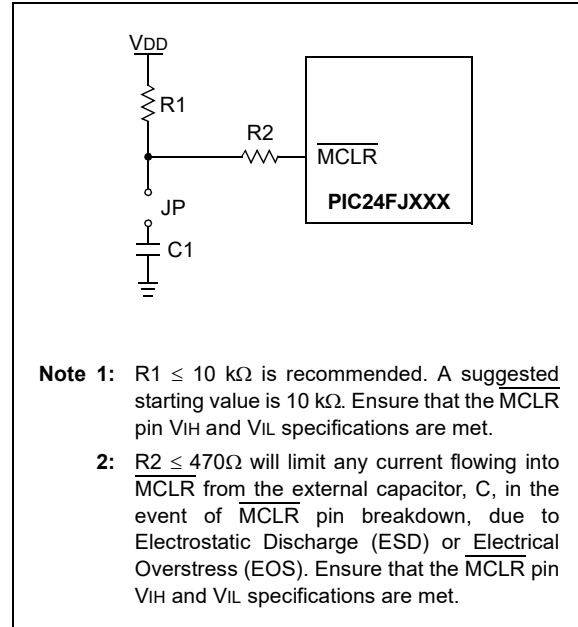 VDD
R1
R2
MCLR
JP
PIC24FJXXX
C1
Note 1: R1 ≤ 10 kΩ is recommended. A suggested
starting value is 10 kΩ. Ensure that the MCLR
pin VIH and VIL specifications are met.
2: R2 ≤ 470Ω will limit any current flowing into
MCLR from the external capacitor, C, in the
event of MCLR pin breakdown, due to
Electrostatic Discharge (ESD) or Electrical
Overstress (EOS). Ensure that the MCLR pin
VIH and VIL specifications are met.